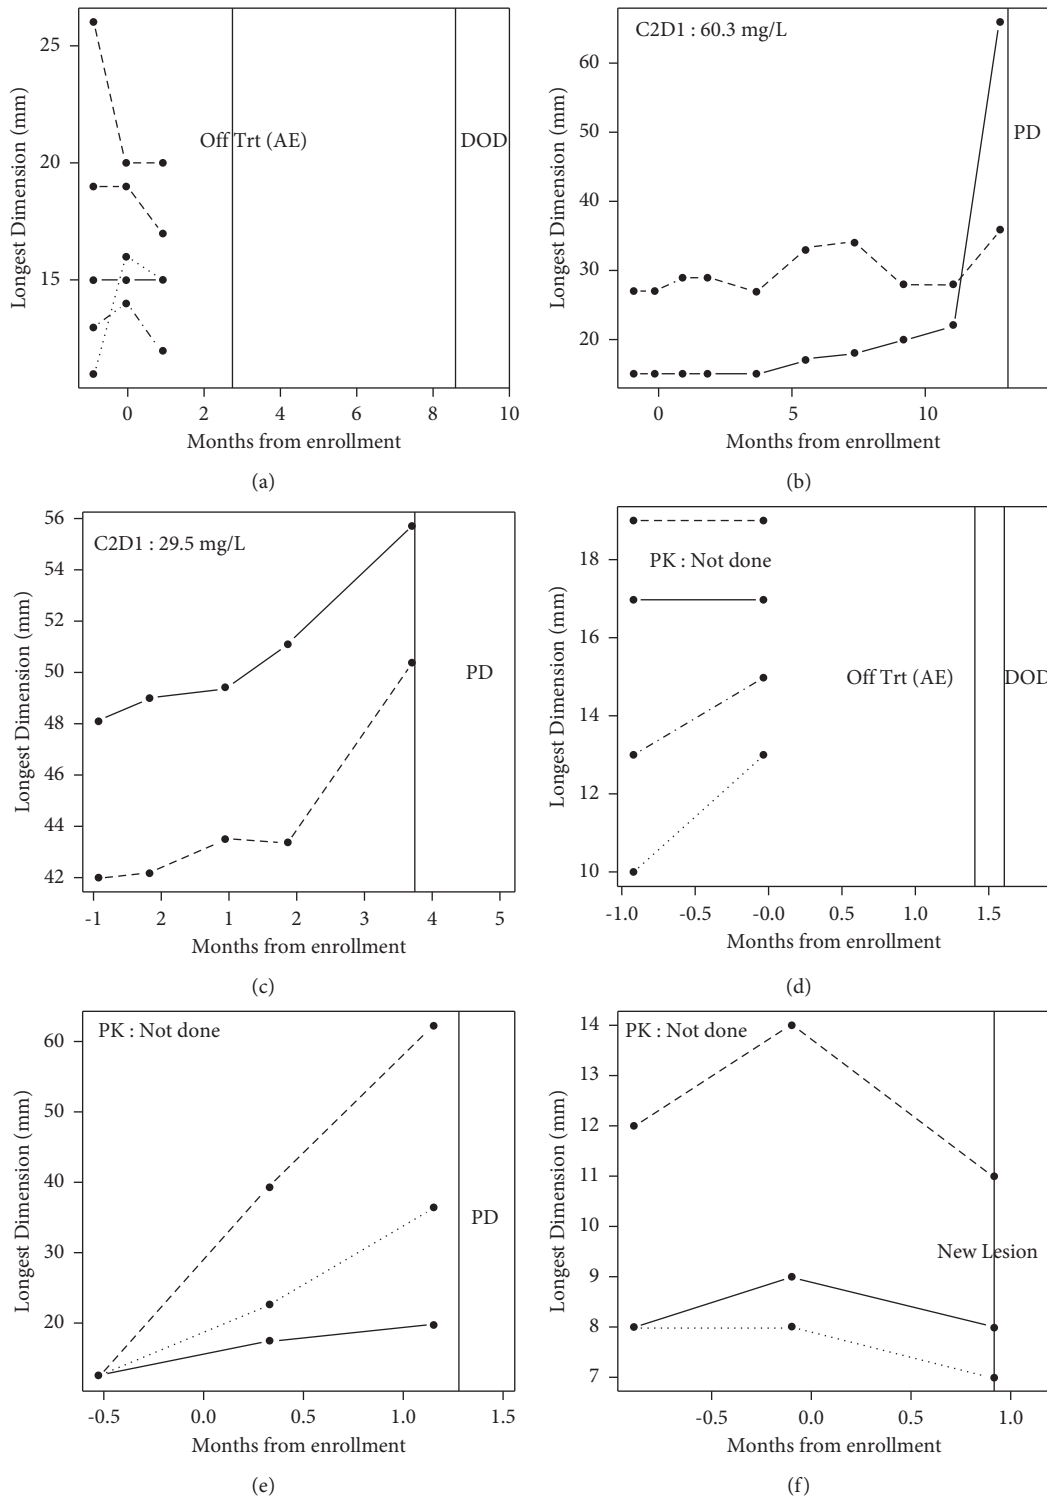 25
20
15
Longest Dimension (mm)
Off Trt (AE)
DOD
0 2 4 6 8 10
Months from enrollment
(a)
C2D1 : 60.3 mg/L
60
50
40
30
20
Longest Dimension (mm)
PD
0 5 10
Months from enrollment
(b)
56
54
52
50
48
46
44
42
Longest Dimension (mm)
C2D1 : 29.5 mg/L
PD
-1 2 1 2 3 4 5
Months from enrollment
(c)
18
16
14
12
10
Longest Dimension (mm)
PK : Not done
Off Trt (AE)
DOD
-1.0 -0.5 -0.0 0.5 1.0 1.5
Months from enrollment
(d)
60
50
40
30
20
Longest Dimension (mm)
PK : Not done
PD
-0.5 0.0 0.5 1.0 1.5
Months from enrollment
(e)
14
13
12
11
10
9
8
7
Longest Dimension (mm)
PK : Not done
New Lesion
-0.5 0.0 0.5 1.0
Months from enrollment
(f)